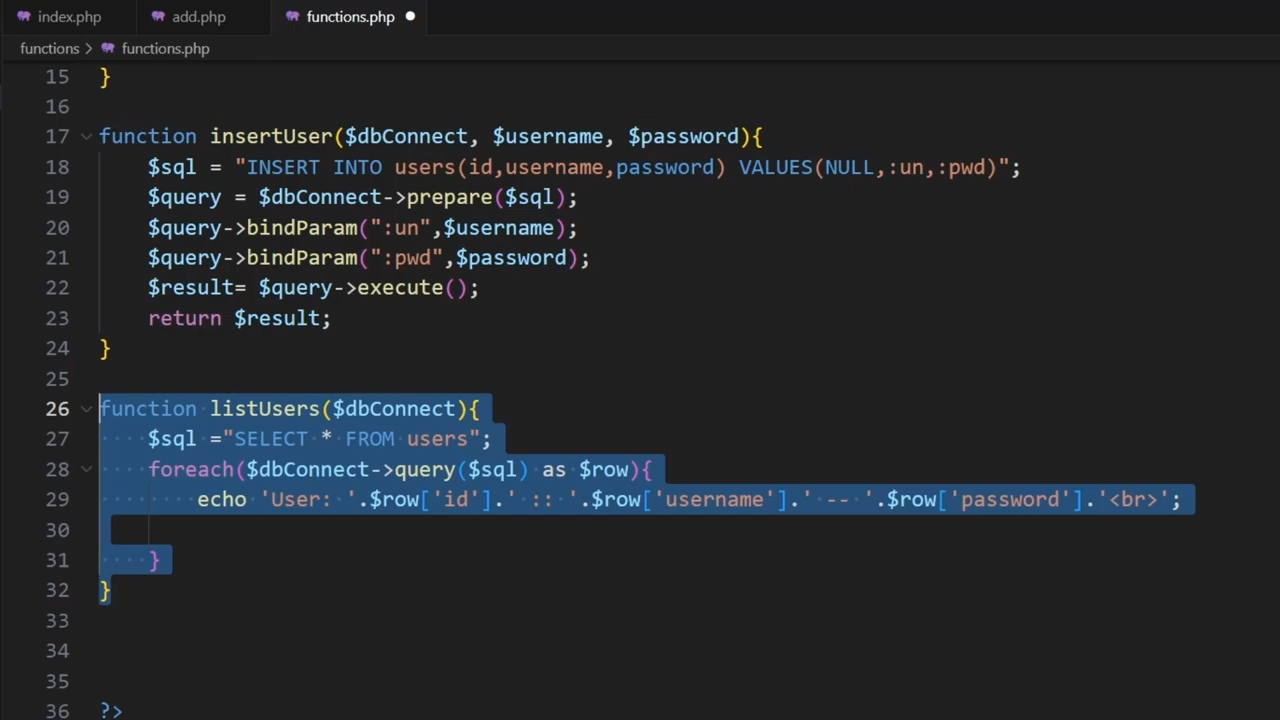 index.php add.php functions.php
functions > functions.php
15 }
16
17 function insertUser($dbConnect, $username, $password){
18 $sql = "INSERT INTO users(id,username,password) VALUES(NULL,:un,:pwd)";
19 $query = $dbConnect->prepare($sql);
20 $query->bindParam(":un",$username);
21 $query->bindParam(":pwd",$password);
22 $result= $query->execute();
23 return $result;
24 }
25
26 function listUsers($dbConnect){
27 $sql ="SELECT * FROM users";
28 foreach($dbConnect->query($sql) as $row){
29 echo 'User: '.$row['id'].' :: '.$row['username'].' -- '.$row['password'].'<br>';
30
31 }
32 }
33
34
35
36 ?>